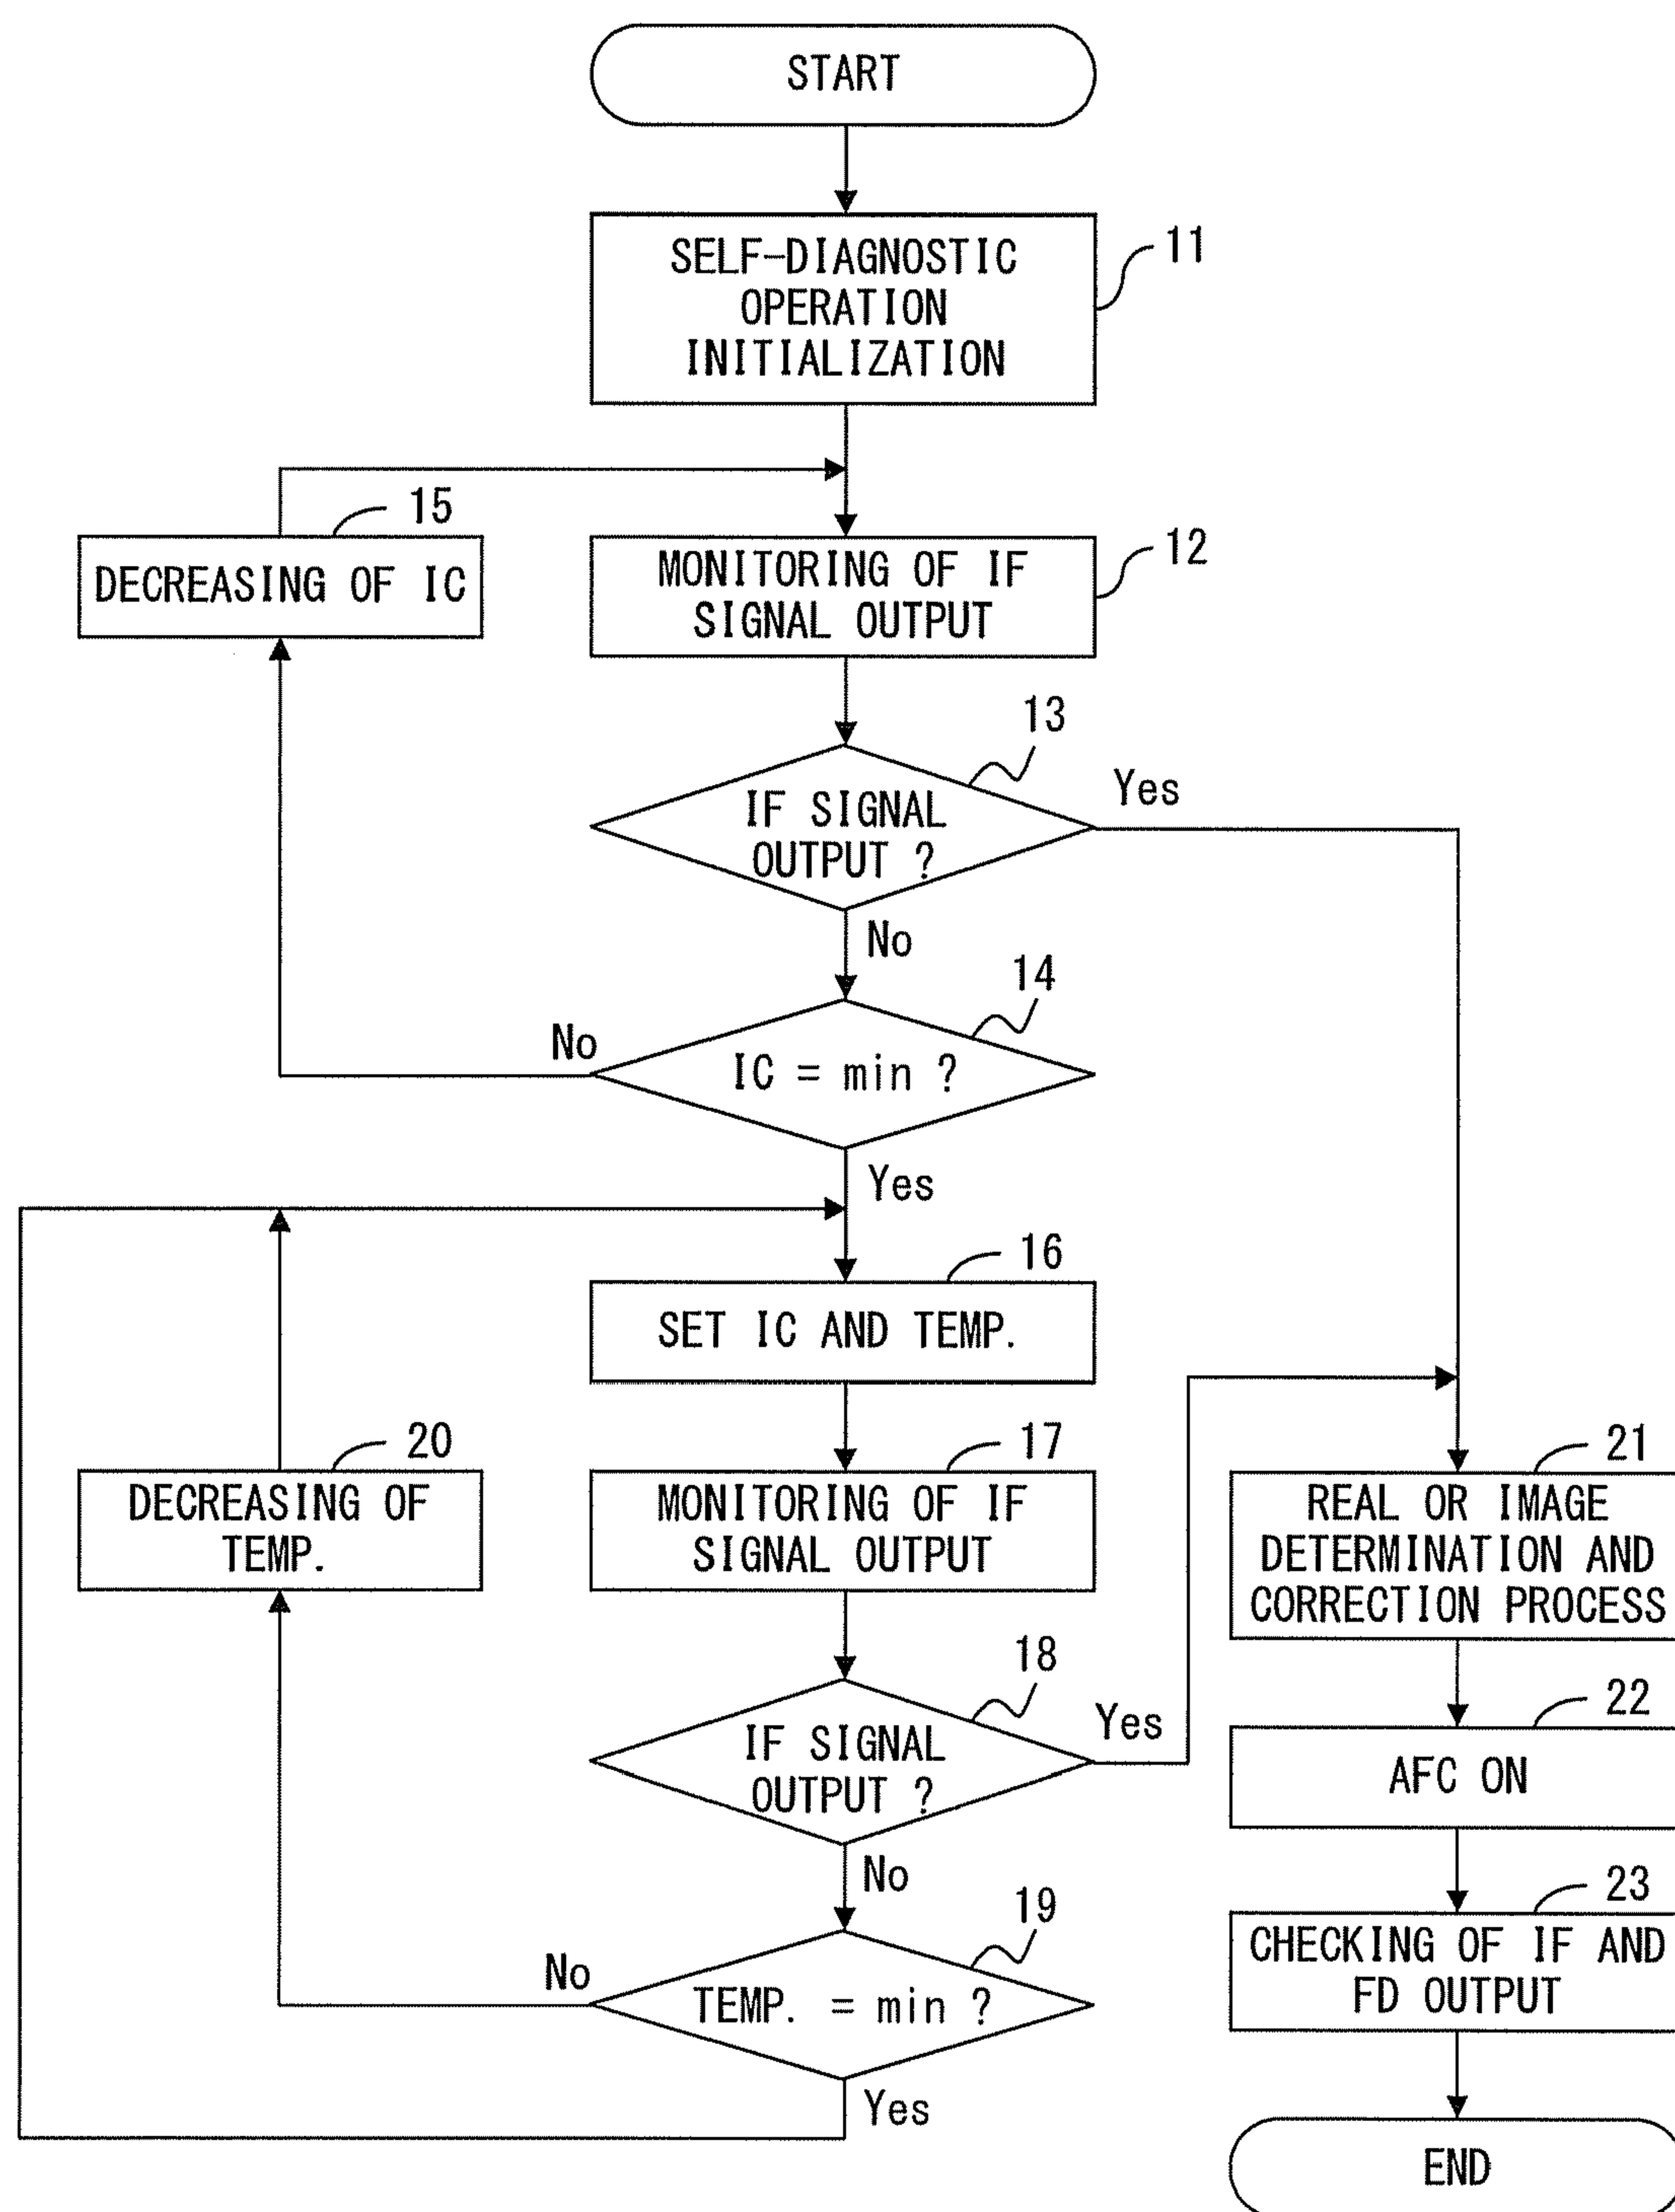 START
SELF-DIAGNOSTIC
OPERATION
INITIALIZATION
11
15
DECREASING OF IC
MONITORING OF IF
SIGNAL OUTPUT
12
13
IF SIGNAL
OUTPUT ?
Yes
No
14
IC = min ?
No
Yes
16
SET IC AND TEMP.
20
DECREASING OF
TEMP.
17
MONITORING OF IF
SIGNAL OUTPUT
18
IF SIGNAL
OUTPUT ?
Yes
No
19
TEMP. = min ?
No
Yes
21
REAL OR IMAGE
DETERMINATION AND
CORRECTION PROCESS
22
AFC ON
23
CHECKING OF IF AND
FD OUTPUT
END